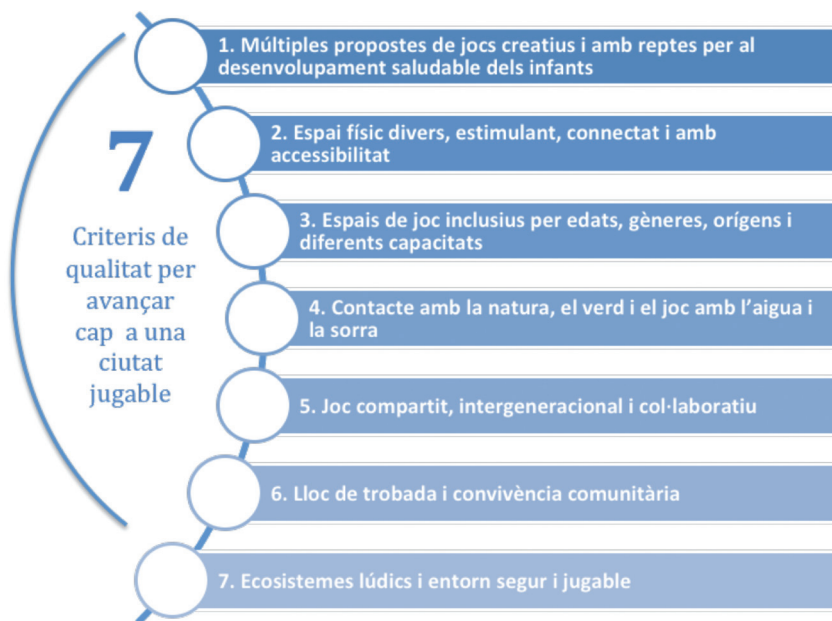 7
Criteris de
qualitat per
avançar
cap a una
ciutat
jugable
1. Múltiples propostes de jocs creatius i amb reptes per al
desenvolupament saludable dels infants
2. Espai físic divers, estimulant, connectat i amb
accessibilitat
3. Espais de joc inclusius per edats, gèneres, orígens i
diferents capacitats
4. Contacte amb la natura, el verd i el joc amb l’aigua i
la sorra
5. Joc compartit, intergeneracional i col·laboratiu
6. Lloc de trobada i convivència comunitària
7. Ecosistemes lúdics i entorn segur i jugable